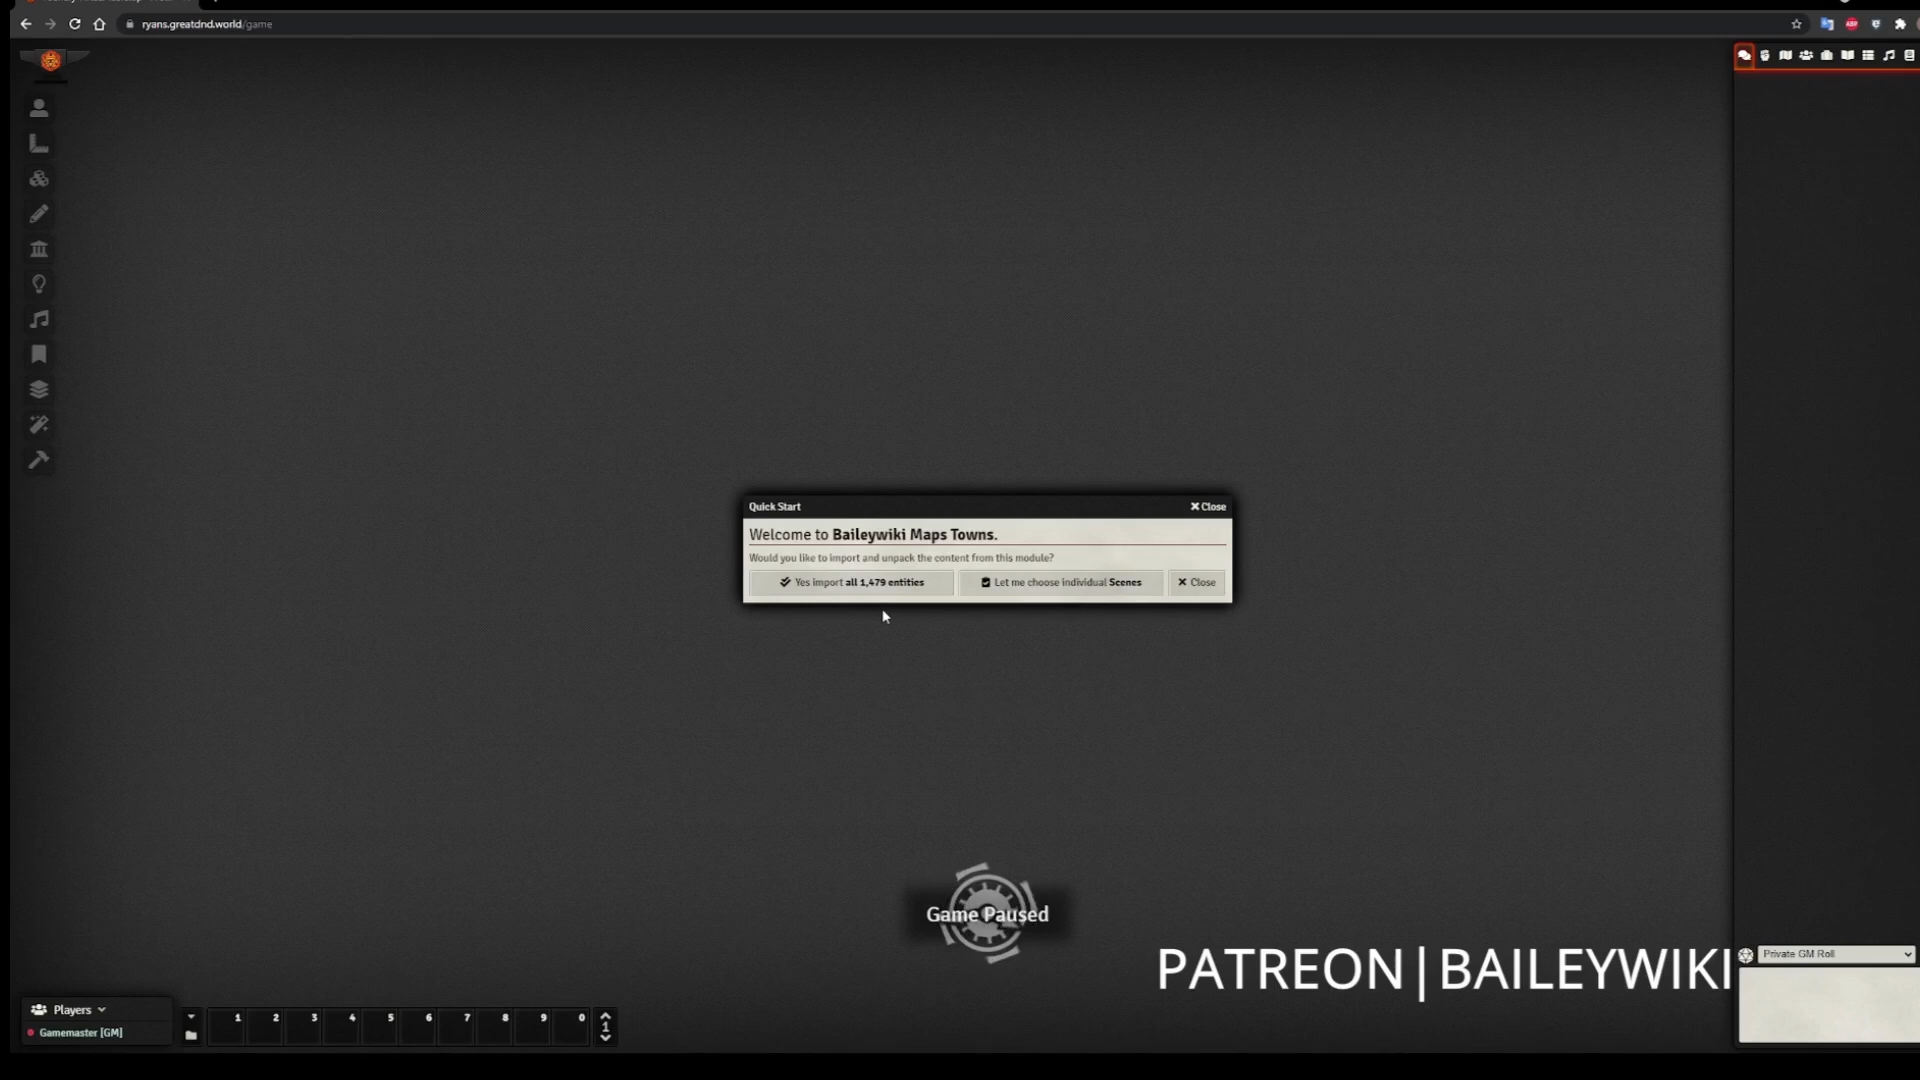 ryans.greatdnd.world/game
ABP
Quick Start
Close
Welcome to Baileywiki Maps Towns.
Would you like to import and unpack the content from this module?
Yes import all 1,479 entities
Let me choose individual Scenes
Close
Game Paused
PATREON|BAILEYWIKI
Private GM Roll
Players
Gamemaster [GM]
1 2 3 4 5 6 7 8 9 0
1